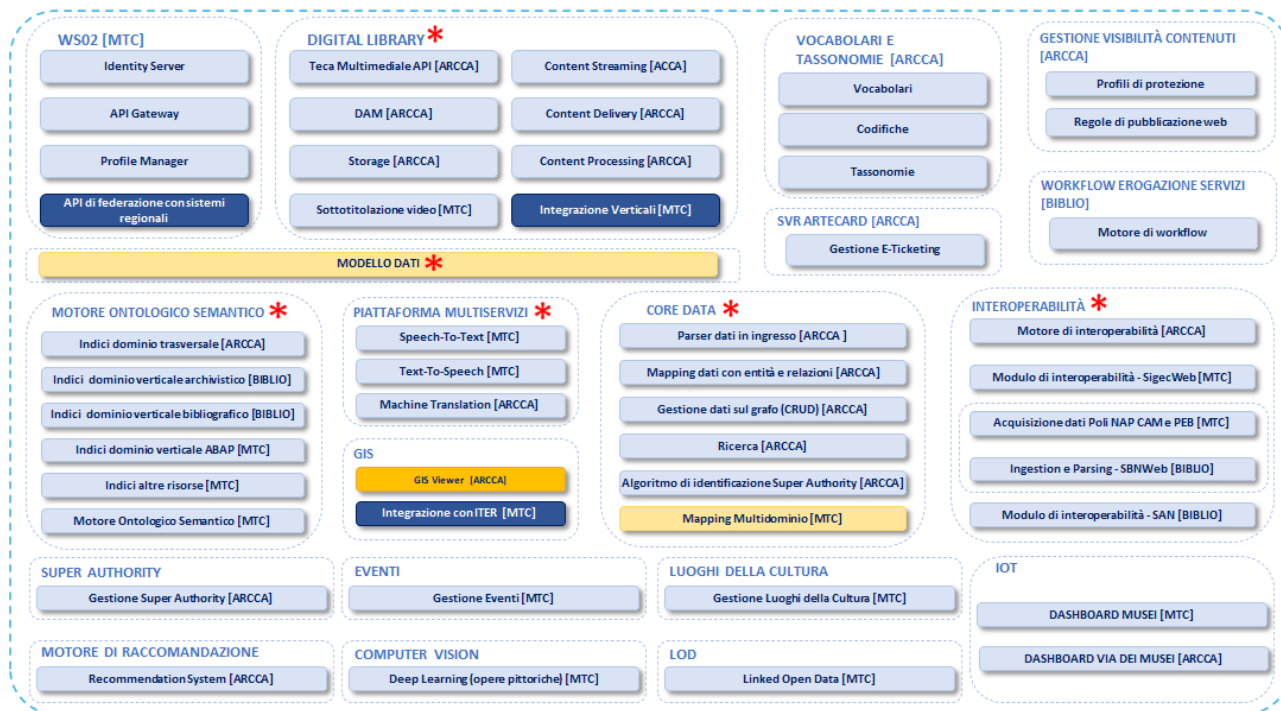 WS02 [MTC]
Identity Server
API Gateway
Profile Manager
API di federazione con sistemi
regionali
DIGITAL LIBRARY *
Teca Multimediale API [ARCCA]
DAM [ARCCA]
Storage [ARCCA]
Sottotitolazione video [MTC]
Content Streaming [ACCA]
Content Delivery [ARCCA]
Content Processing [ARCCA]
Integrazione Verticali [MTC]
VOCABOLARI E
TASSONOMIE [ARCCA]
Vocabolari
Codifiche
Tassonomie
GESTIONE VISIBILITÀ CONTENUTI
[ARCCA]
Profili di protezione
Regole di pubblicazione web
WORKFLOW EROGAZIONE SERVIZI
[BIBLIO]
Motore di workflow
SVR ARTECARD [ARCCA]
Gestione E-Ticketing
MODELLO DATI *
MOTORE ONTOLOGICO SEMANTICO *
Indici dominio trasversale [ARCCA]
Indici dominio verticale archivistico [BIBLIO]
Indici dominio verticale bibliografico [BIBLIO]
Indici dominio verticale ABAP [MTC]
Indici altre risorse [MTC]
Motore Ontologico Semantico [MTC]
PIATTAFORMA MULTISERVIZI *
Speech-To-Text [MTC]
Text-To-Speech [MTC]
Machine Translation [ARCCA]
GIS
GIS Viewer [ARCCA]
Integrazione con ITER [MTC]
CORE DATA *
Parser dati in ingresso [ARCCA ]
Mapping dati con entità e relazioni [ARCCA]
Gestione dati sul grafo (CRUD) [ARCCA]
Ricerca [ARCCA]
Algoritmo di identificazione Super Authority [ARCCA]
Mapping Multidominio [MTC]
INTEROPERABILITÀ *
Motore di interoperabilità [ARCCA]
Modulo di interoperabilità - SigecWeb [MTC]
Acquisizione dati Poli NAP CAM e PEB [MTC]
Ingestion e Parsing - SBNWeb [BIBLIO]
Modulo di interoperabilità - SAN [BIBLIO]
SUPER AUTHORITY
Gestione Super Authority [ARCCA]
EVENTI
Gestione Eventi [MTC]
LUOGHI DELLA CULTURA
Gestione Luoghi della Cultura [MTC]
IOT
DASHBOARD MUSEI [MTC]
DASHBOARD VIA DEI MUSEI [ARCCA]
MOTORE DI RACCOMANDAZIONE
Recommendation System [ARCCA]
COMPUTER VISION
Deep Learning (opere pittoriche) [MTC]
LOD
Linked Open Data [MTC]